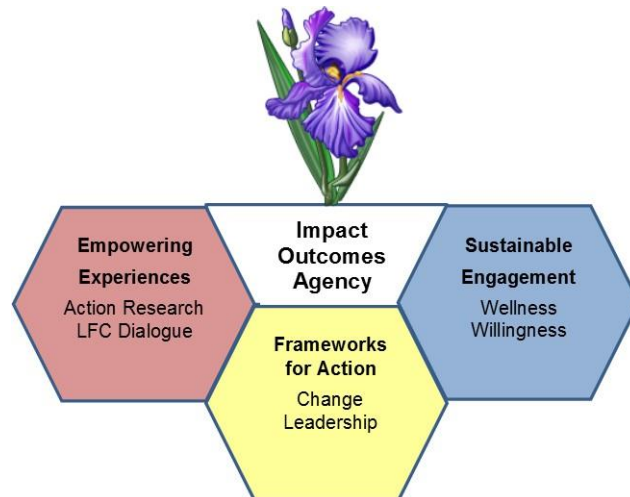 Impact
Outcomes
Agency
Empowering
Experiences
Action Research
LFC Dialogue
Frameworks
for Action
Change
Leadership
Sustainable
Engagement
Wellness
Willingness